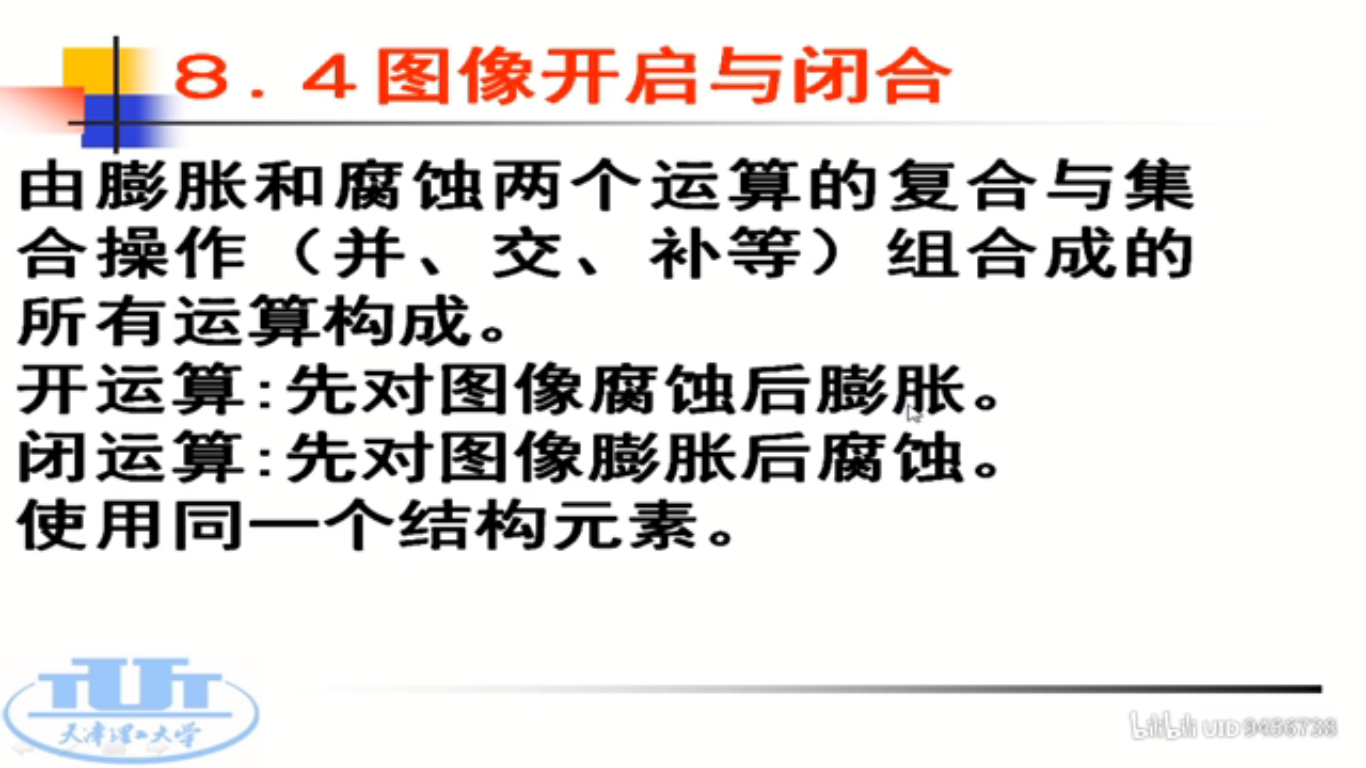 8.4图像开启与闭合
由膨胀和腐蚀两个运算的复合与集
合操作（并、交、补等）组合成的
所有运算构成。
开运算:先对图像腐蚀后膨胀。
闭运算:先对图像膨胀后腐蚀。
使用同一个结构元素。
TUT
天津理工大学
bilibili UID 9456738